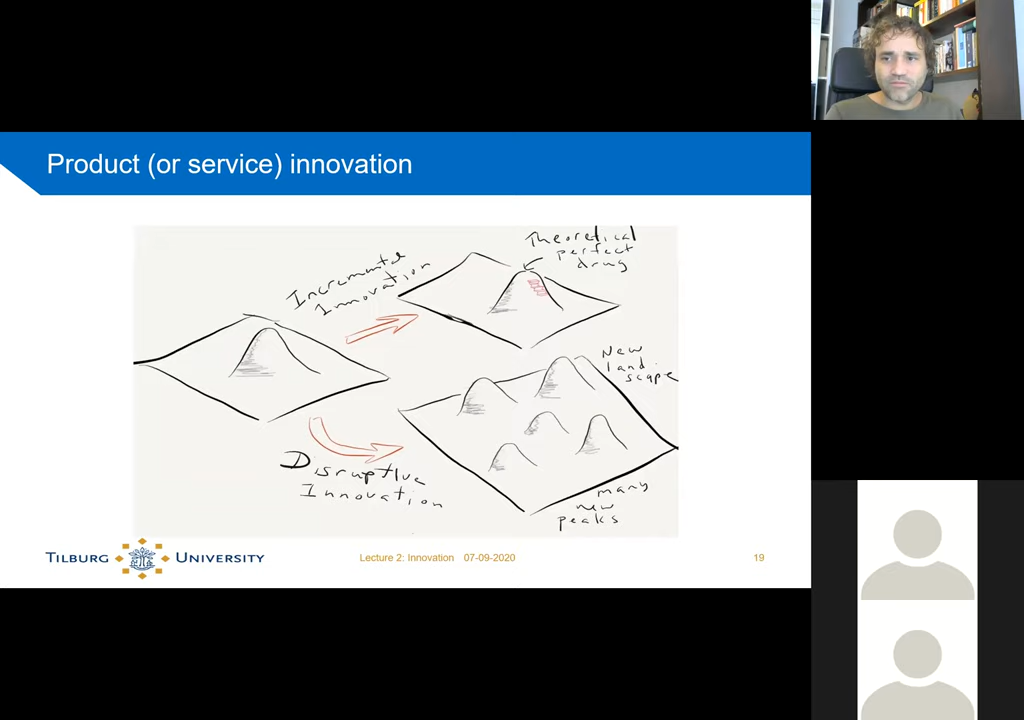 Product (or service) innovation
Incremental
Innovation
Theoretical
perfect
drug
New
land-
scape
Disruptive
Innovation
many
new
peaks
TILBURG UNIVERSITY
Lecture 2: Innovation 07-09-2020
19